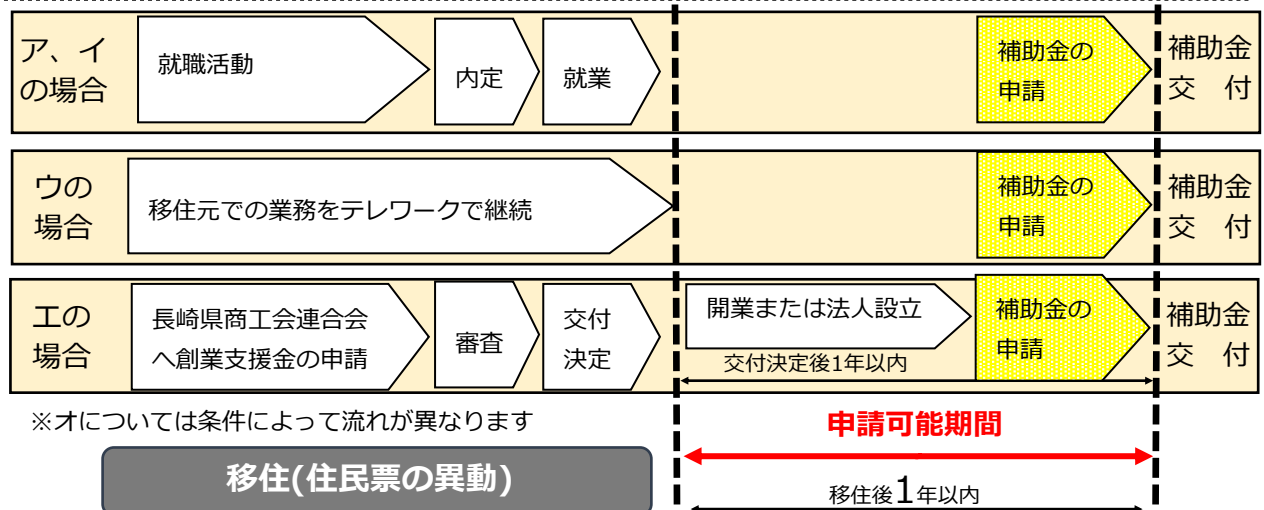 ア、イ
の場合
就職活動
内定
就業
補助金の
申請
補助金
交　付
ウの
場合
移住元での業務をテレワークで継続
補助金の
申請
補助金
交　付
エの
場合
長崎県商工会連合会
へ創業支援金の申請
審査
交付
決定
開業または法人設立
交付決定後1年以内
補助金の
申請
補助金
交　付
※オについては条件によって流れが異なります
申請可能期間
移住(住民票の異動)
移住後1年以内